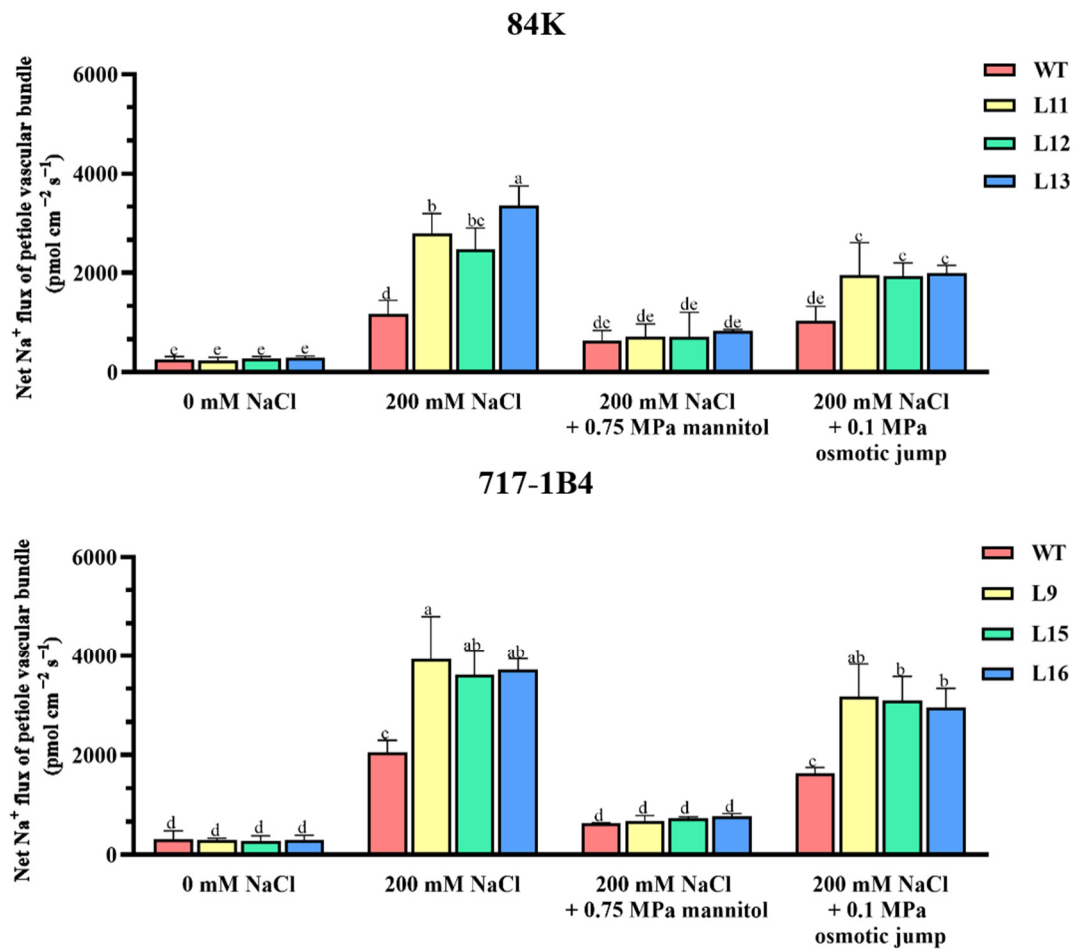 84K
Net Na⁺ flux of petiole vascular bundle
(pmol cm⁻² s⁻¹)
6000
4000
2000
0
WT
L11
L12
L13
e e e e
d b bc a
de de de de
de c c c
0 mM NaCl
200 mM NaCl
200 mM NaCl
+ 0.75 MPa mannitol
200 mM NaCl
+ 0.1 MPa
osmotic jump
717-1B4
Net Na⁺ flux of petiole vascular bundle
(pmol cm⁻² s⁻¹)
6000
4000
2000
0
WT
L9
L15
L16
d d d d
c a ab ab
d d d d
c ab b b
0 mM NaCl
200 mM NaCl
200 mM NaCl
+ 0.75 MPa mannitol
200 mM NaCl
+ 0.1 MPa
osmotic jump